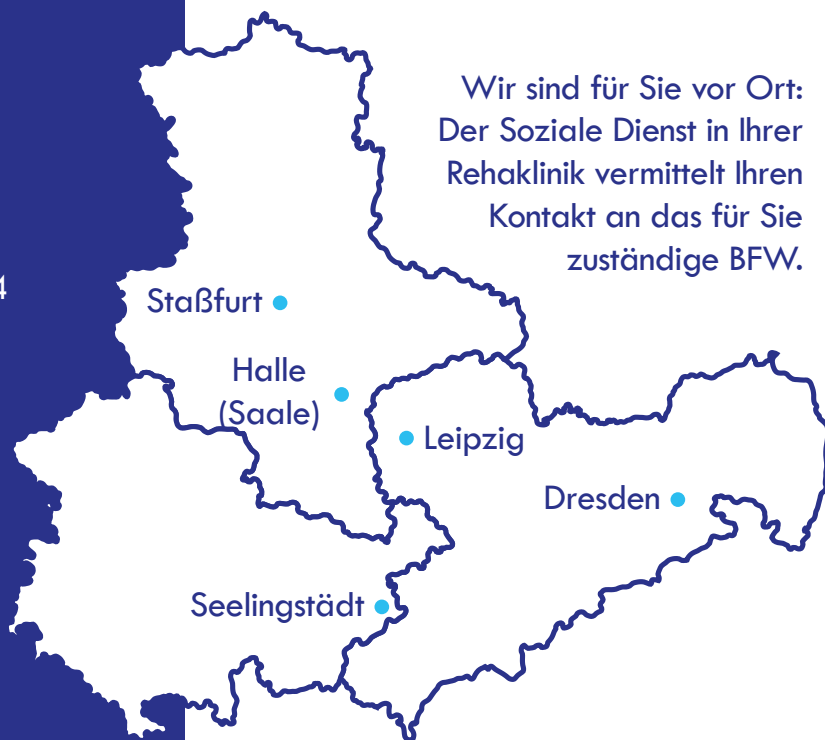 Wir sind für Sie vor Ort:
Der Soziale Dienst in Ihrer
Rehaklinik vermittelt Ihren
Kontakt an das für Sie
zuständige BFW.
4
Staßfurt
Halle
(Saale)
Leipzig
Dresden
Seelingstädt